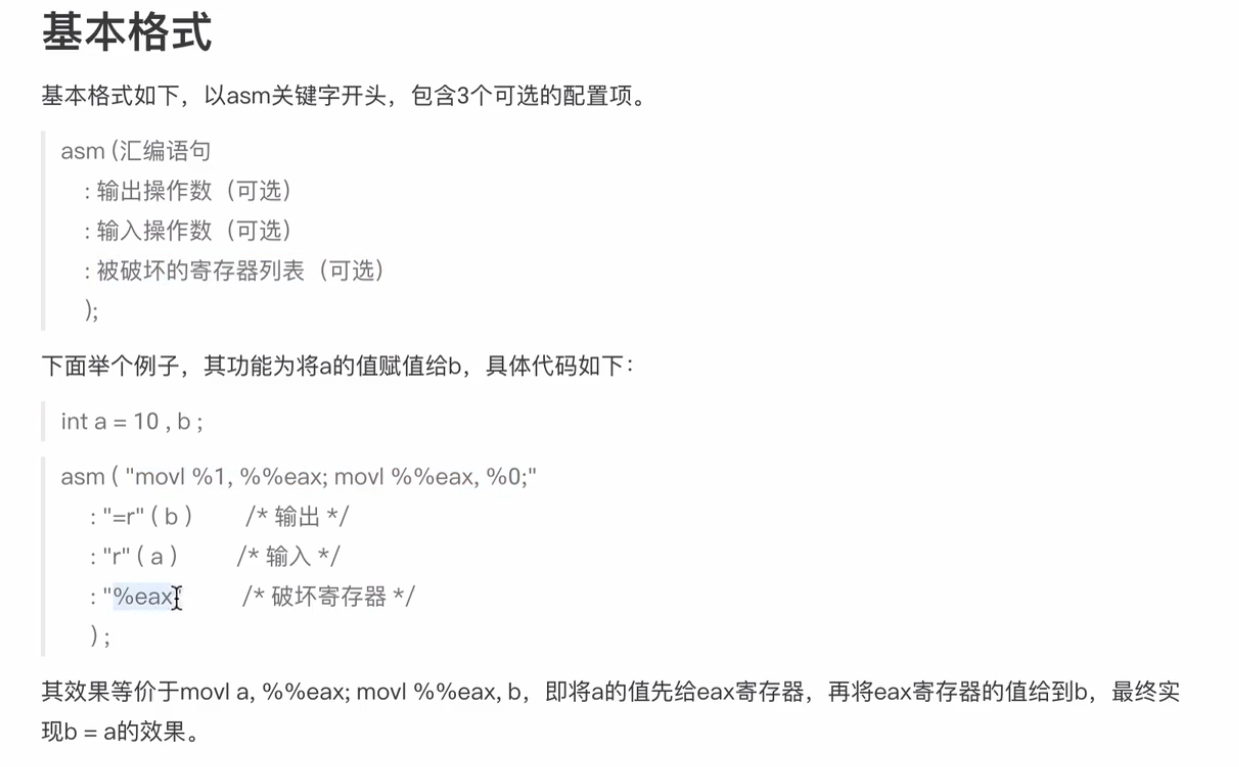 基本格式
基本格式如下，以asm关键字开头，包含3个可选的配置项。
asm (汇编语句
: 输出操作数（可选）
: 输入操作数（可选）
: 被破坏的寄存器列表（可选）
);
下面举个例子，其功能为将a的值赋值给b，具体代码如下：
int a = 10 , b ;
asm ( "movl %1, %%eax; movl %%eax, %0;"
: "=r" ( b ) /* 输出 */
: "r" ( a ) /* 输入 */
: "%eax" /* 破坏寄存器 */
) ;
其效果等价于movl a, %%eax; movl %%eax, b，即将a的值先给eax寄存器，再将eax寄存器的值给到b，最终实
现b = a的效果。